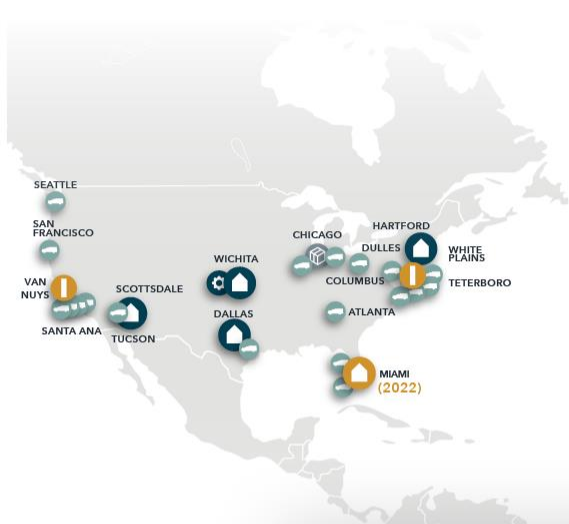 SEATTLE
SAN
FRANCISCO
VAN
NUYS
SANTA ANA
SCOTTSDALE
TUCSON
WICHITA
DALLAS
CHICAGO
HARTFORD
DULLES
WHITE
PLAINS
COLUMBUS
TETERBORO
ATLANTA
MIAMI
(2022)